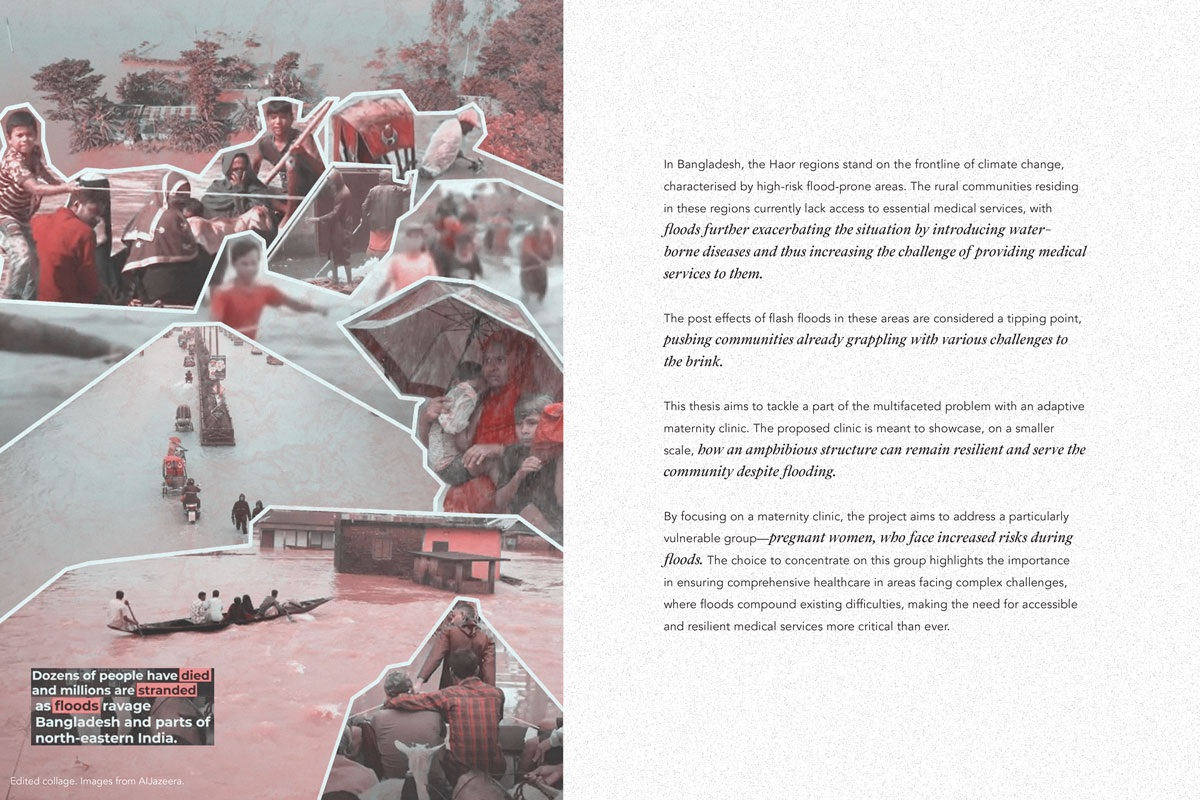 Dozens of people have died
and millions are stranded
as floods ravage
Bangladesh and parts of
north-eastern India.
Edited collage. Images from AlJazeera.
In Bangladesh, the Haor regions stand on the frontline of climate change,
characterised by high-risk flood-prone areas. The rural communities residing
in these regions currently lack access to essential medical services, with
floods further exacerbating the situation by introducing water-
borne diseases and thus increasing the challenge of providing medical
services to them.
The post effects of flash floods in these areas are considered a tipping point,
pushing communities already grappling with various challenges to
the brink.
This thesis aims to tackle a part of the multifaceted problem with an adaptive
maternity clinic. The proposed clinic is meant to showcase, on a smaller
scale, how an amphibious structure can remain resilient and serve the
community despite flooding.
By focusing on a maternity clinic, the project aims to address a particularly
vulnerable group—pregnant women, who face increased risks during
floods. The choice to concentrate on this group highlights the importance
in ensuring comprehensive healthcare in areas facing complex challenges,
where floods compound existing difficulties, making the need for accessible
and resilient medical services more critical than ever.